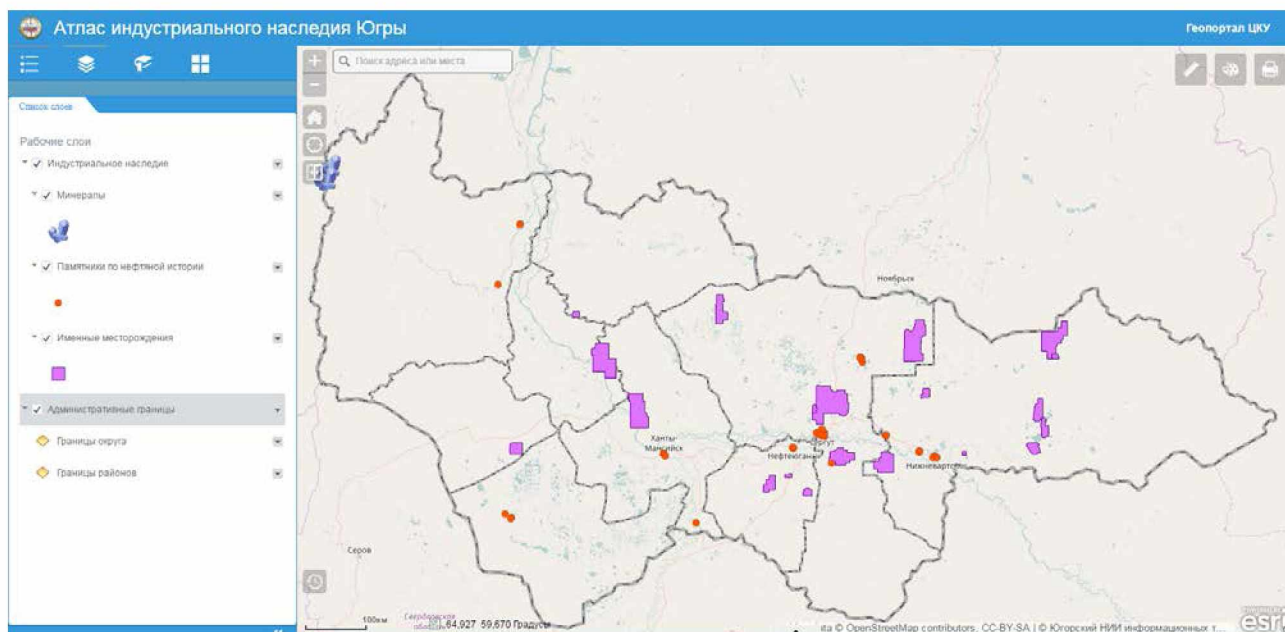 Атлас индустриального наследия Югры
Геопортал ЦКУ
Поиск адреса или места
Список слоев
Рабочие слои
Индустриальное наследие
Минералы
Памятники по нефтяной истории
Именные месторождения
Административные границы
Границы округа
Границы районов
Ноябрьск
Ханты-
Мансийск
Сургут
Нефтеюганск
Нижневартовск
Серов
100км
Свердловская
64,927 59,670 Градусы
ita © OpenStreetMap contributors, CC-BY-SA | © Югорский НИИ информационных т...
esri